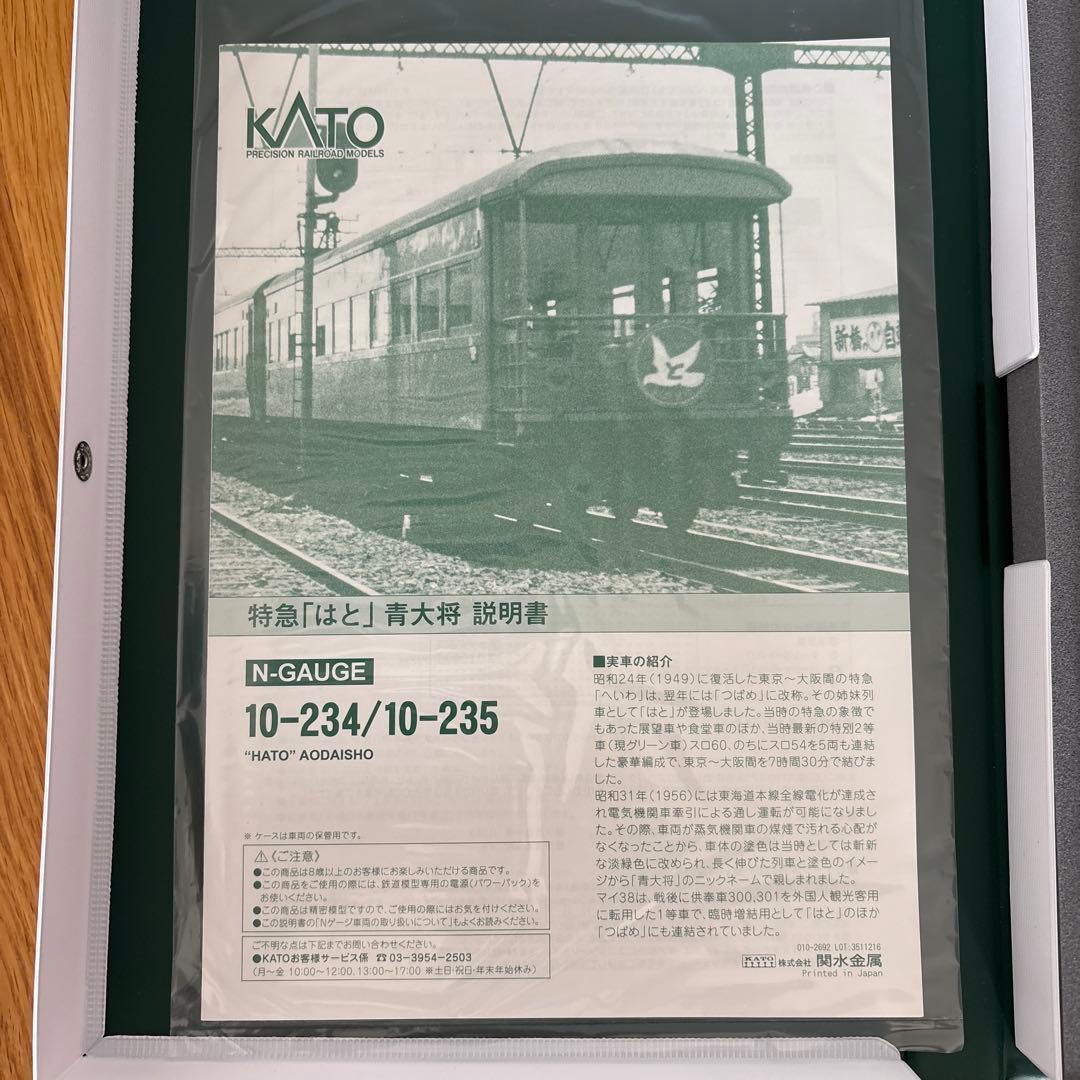 KATO
PRECISION RAILROAD MODELS
と
新橋
自
特急「はと」 青大将 説明書
N-GAUGE
10-234/10-235
“HATO” AODAISHO
※ ケースは車両の保管用です。
⚠〈ご注意〉
●この商品は8歳以上のお客様にお楽しみいただける商品です。
●この商品をご使用の際には、鉄道模型専用の電源(パワーパック)を
お使いください。
●この商品は精密模型ですので、ご使用の際にはお気を付けください。
●この説明書の「Nゲージ車両の取り扱いについて」もよくお読みください。
ご不明な点は下記までお問い合わせください。
●KATOお客様サービス係 ☎03-3954-2503
(月～金 10:00～12:00、13:00～17:00 ※土日・祝日・年末年始休み)
■実車の紹介
昭和24年(1949)に復活した東京～大阪間の特急
「へいわ」は、翌年には「つばめ」に改称。その姉妹列
車として「はと」が登場しました。当時の特急の象徴で
もあった展望車や食堂車のほか、当時最新の特別2等
車(現グリーン車)スロ60、のちにスロ54を5両も連結
した豪華編成で、東京～大阪間を7時間30分で結びま
した。
昭和31年(1956)には東海道本線全線電化が達成さ
れ電気機関車牽引による通し運転が可能になりまし
た。その際、車両が蒸気機関車の煤煙で汚れる心配が
なくなったことから、車体の塗色は当時としては斬新
な淡緑色に改められ、長く伸びた列車と塗色のイメー
ジから「青大将」のニックネームで親しまれました。
マイ38は、戦後に供奉車300,301を外国人観光客用
に転用した1等車で、臨時増結用として「はと」のほか
「つばめ」にも連結されていました。
010-2692 LOT:3511216
KATO 株式会社 関水金属
Printed in Japan